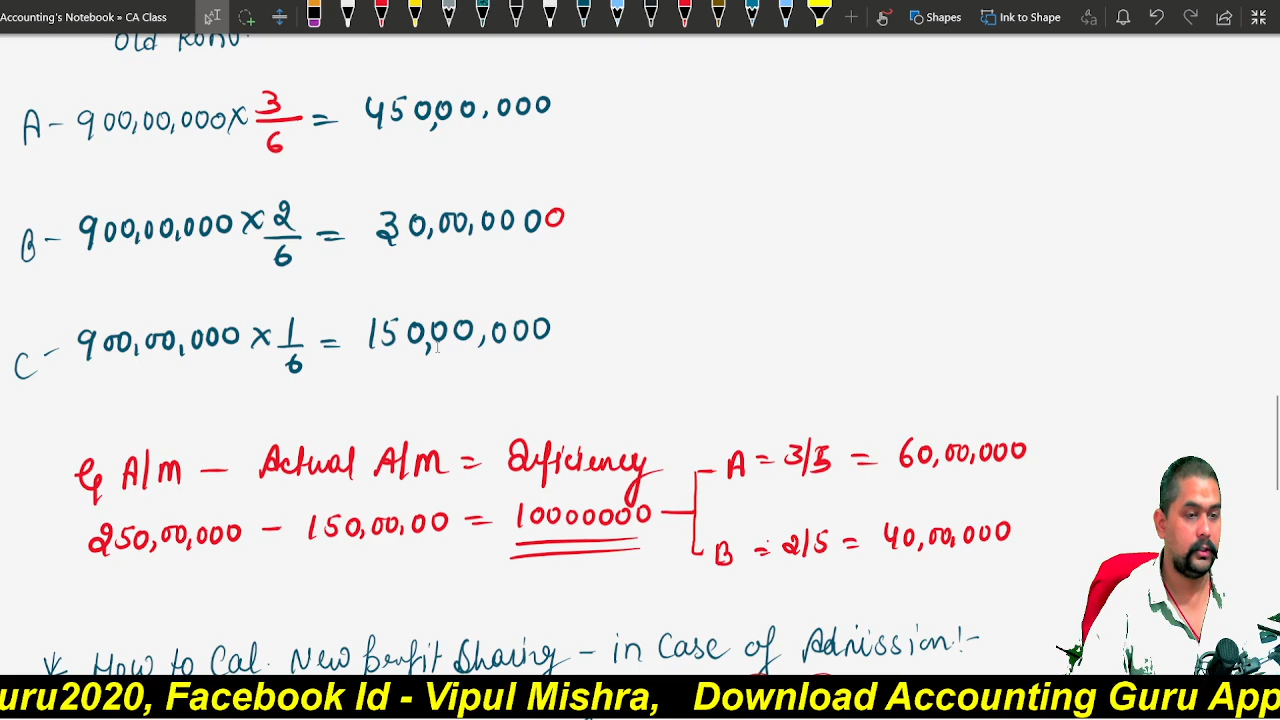 Accounting's Notebook » CA Class
Shapes
Ink to Shape
Old
A - 900,00,000 x 3/6 = 450,00,000
B - 900,00,000 x 2/6 = 30,00,0000
C - 900,00,000 x 1/6 = 150,00,000
G A/M - Actual A/M = Deficiency
A = 3/5 = 60,00,000
250,00,000 - 150,00,00 = 10000000
B = 2/5 = 40,00,000
* How to Cal. New Profit Sharing - in Case of Admission:-
uru2020, Facebook Id - Vipul Mishra, Download Accounting Guru App